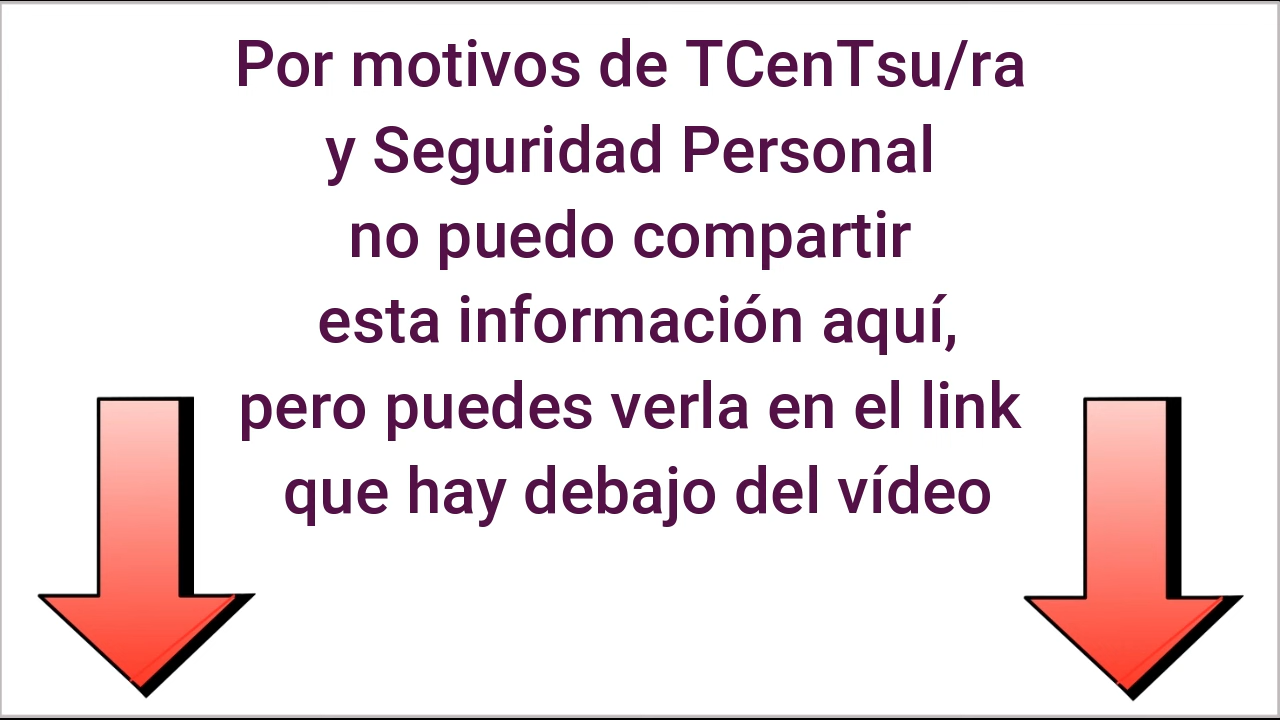 Por motivos de TCenTsu/ra
y Seguridad Personal
no puedo compartir
esta información aquí,
pero puedes verla en el link
que hay debajo del vídeo